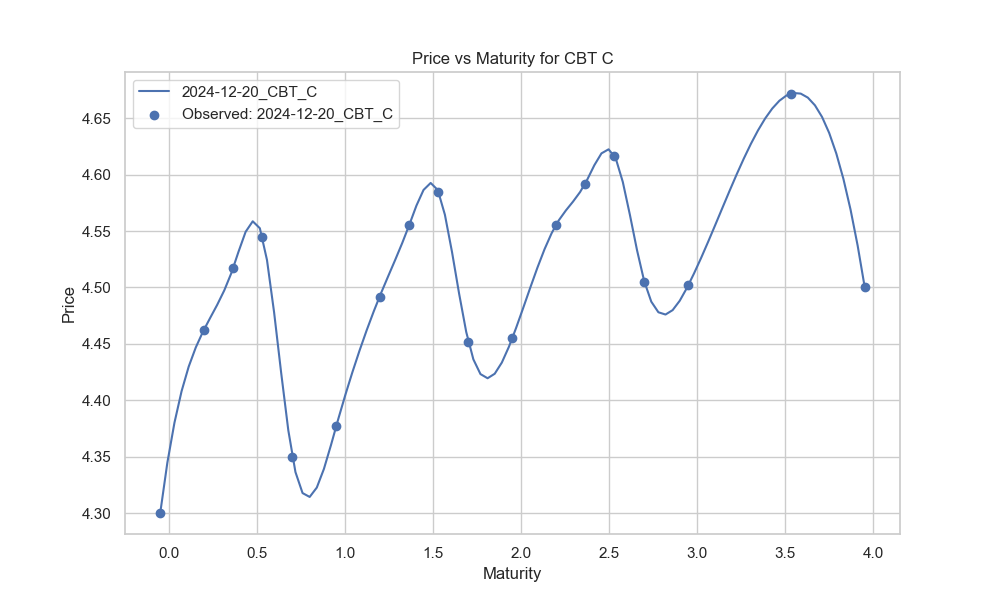 Price vs Maturity for CBT C
2024-12-20_CBT_C
Observed: 2024-12-20_CBT_C
Price
4.65
4.60
4.55
4.50
4.45
4.40
4.35
4.30
0.0 0.5 1.0 1.5 2.0 2.5 3.0 3.5 4.0
Maturity